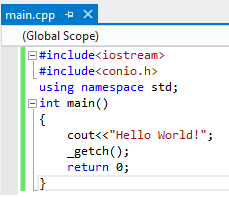 main.cpp
(Global Scope)
#include<iostream>
#include<conio.h>
using namespace std;
int main()
{
    cout<<"Hello World!";
    _getch();
    return 0;
}